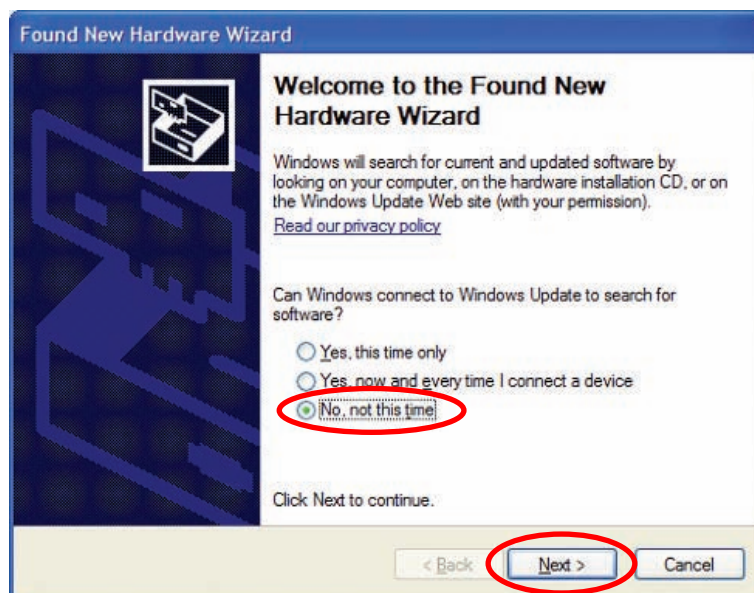 Found New Hardware Wizard
Welcome to the Found New
Hardware Wizard
Windows will search for current and updated software by
looking on your computer, on the hardware installation CD, or on
the Windows Update Web site (with your permission).
Read our privacy policy
Can Windows connect to Windows Update to search for
software?
Yes, this time only
Yes, now and every time I connect a device
No, not this time
Click Next to continue.
< Back Next > Cancel